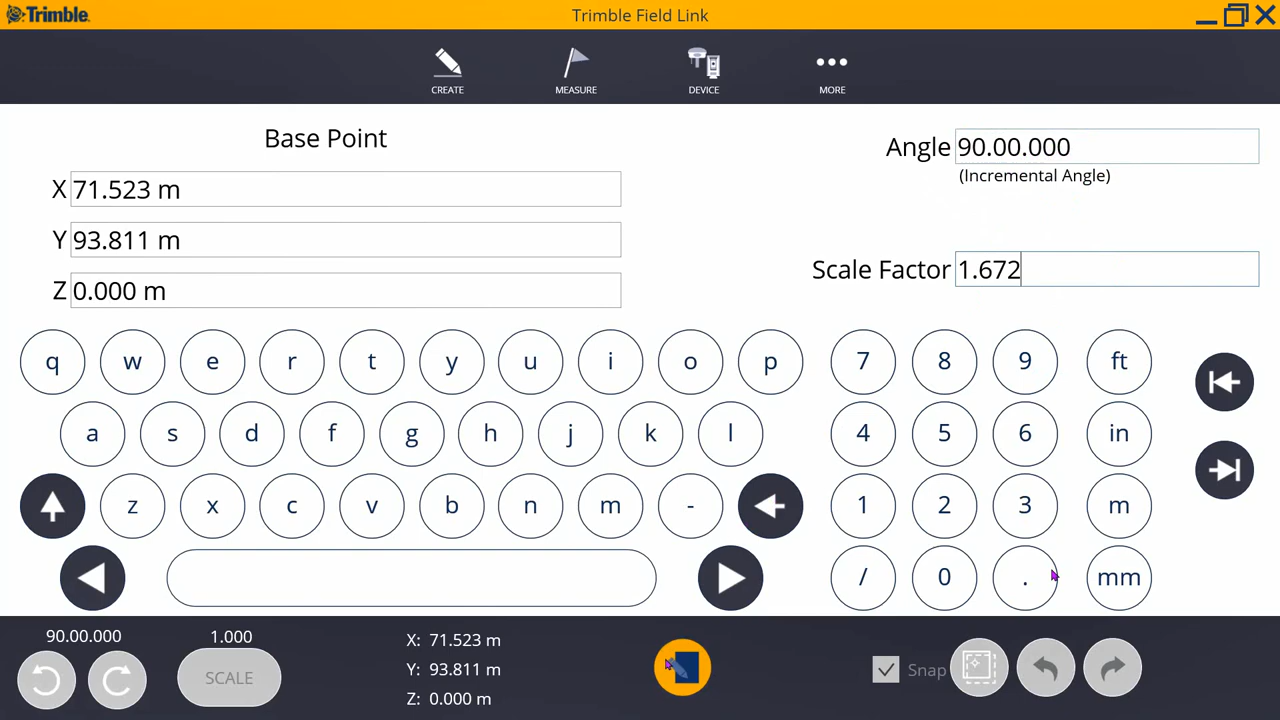 Trimble. Trimble Field Link
CREATE MEASURE DEVICE MORE
Base Point
Angle 90.00.000
(Incremental Angle)
X 71.523 m
Y 93.811 m
Scale Factor 1.672
Z 0.000 m
q w e r t y u i o p 7 8 9 ft
a s d f g h j k l 4 5 6 in
z x c v b n m - 1 2 3 m
/ 0 . mm
90.00.000 1.000 X: 71.523 m
SCALE Y: 93.811 m Snap
Z: 0.000 m